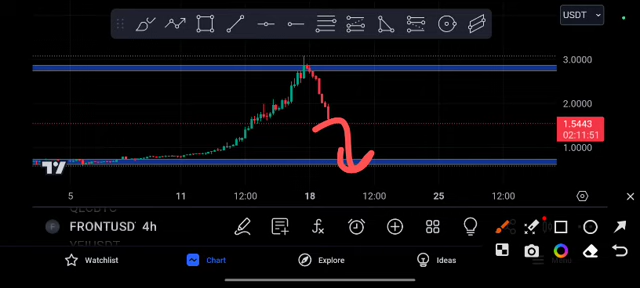 USDT
3.0000
2.0000
1.5443
02:11:51
1.0000
5 11 12:00 18 12:00 25 12:00
FRONTUSDT 4h
Watchlist Chart Explore Ideas